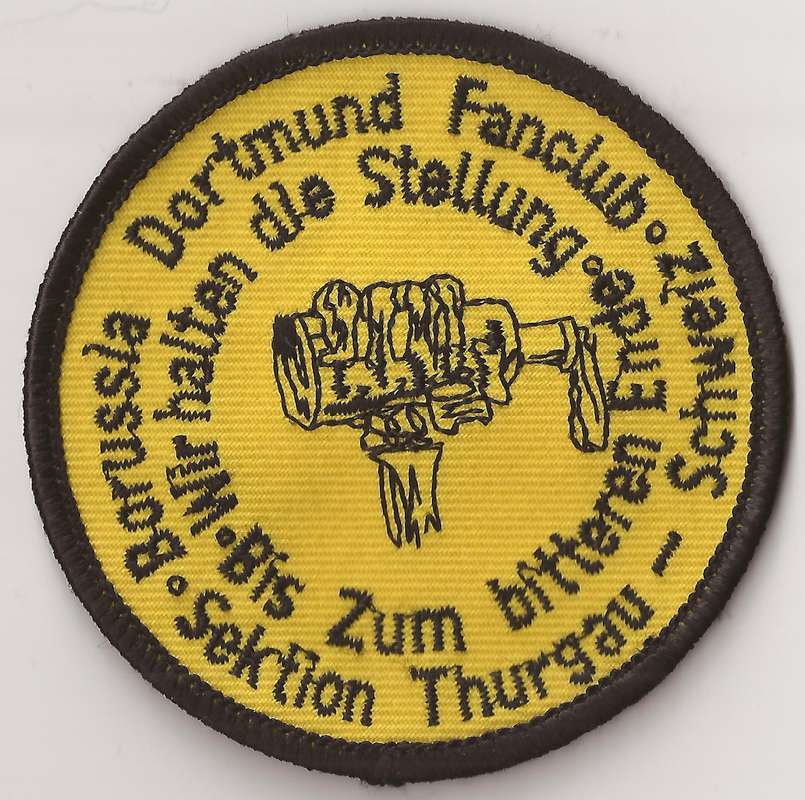 Borussia Dortmund Fanclub •
Sektion Thurgau - Schweiz •
Wir halten die Stellung •
Bis Zum bitteren Ende •